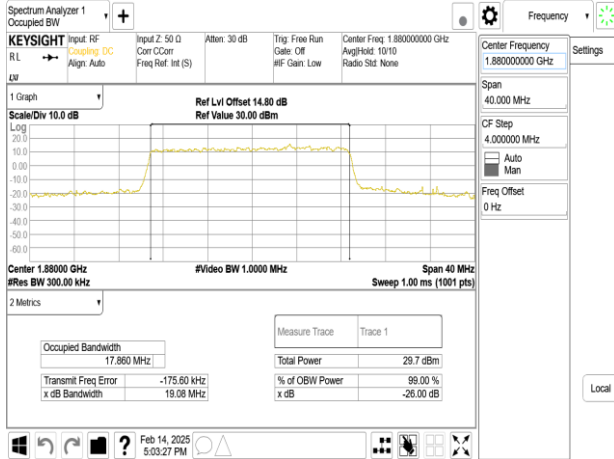 Spectrum Analyzer 1
Occupied BW
Frequency
KEYSIGHT
RL
Input: RF
Coupling: DC
Align: Auto
Input Z: 50 Ω
Corr CCorr
Freq Ref: Int (S)
Atten: 30 dB
Trig: Free Run
Gate: Off
#IF Gain: Low
Center Freq: 1.880000000 GHz
Avg|Hold: 10/10
Radio Std: None
Center Frequency
1.880000000 GHz
Settings
Span
40.000 MHz
CF Step
4.000000 MHz
Auto
Man
Freq Offset
0 Hz
Local
1 Graph
Scale/Div 10.0 dB
Ref Lvl Offset 14.80 dB
Ref Value 30.00 dBm
Log
20.0
10.0
0.00
-10.0
-20.0
-30.0
-40.0
-50.0
-60.0
Center 1.88000 GHz
#Video BW 1.0000 MHz
Span 40 MHz
#Res BW 300.00 kHz
Sweep 1.00 ms (1001 pts)
2 Metrics
Measure Trace
Trace 1
Occupied Bandwidth
17.860 MHz
Total Power
29.7 dBm
Transmit Freq Error
-175.60 kHz
% of OBW Power
99.00 %
x dB Bandwidth
19.08 MHz
x dB
-26.00 dB
?
Feb 14, 2025
5:03:27 PM